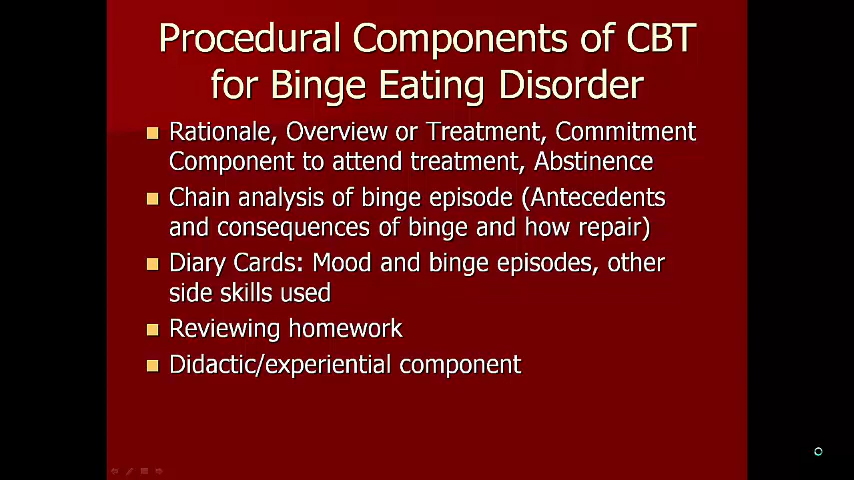 Procedural Components of CBT
for Binge Eating Disorder
Rationale, Overview or Treatment, Commitment
Component to attend treatment, Abstinence
Chain analysis of binge episode (Antecedents
and consequences of binge and how repair)
Diary Cards: Mood and binge episodes, other
side skills used
Reviewing homework
Didactic/experiential component